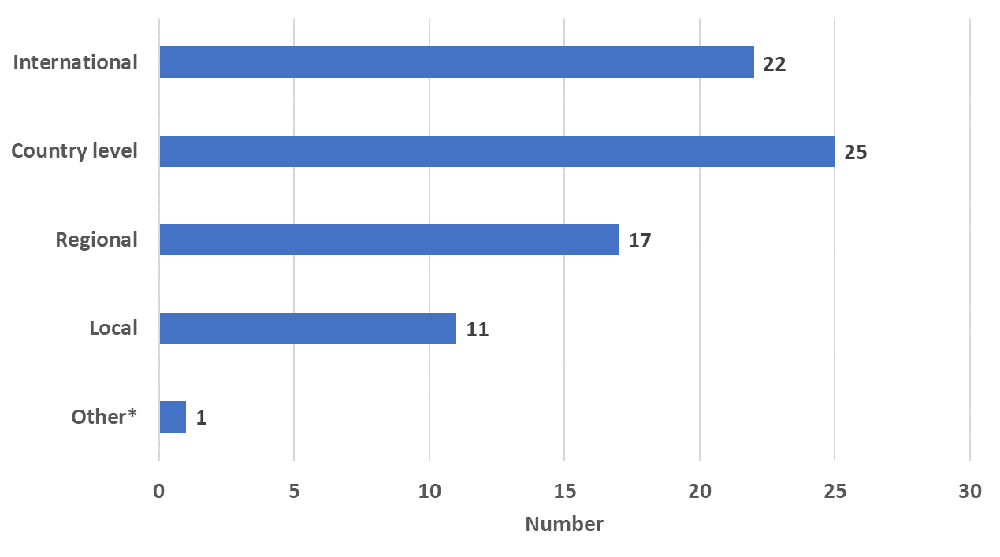 International 22
Country level 25
Regional 17
Local 11
Other* 1
0 5 10 15 20 25 30
Number